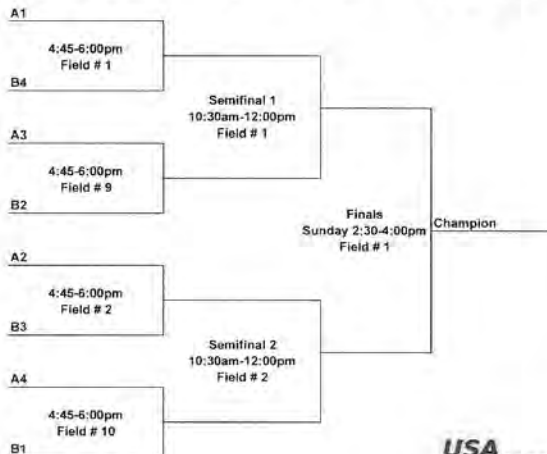 A1
4:45-6:00pm
Field # 1
B4
Semifinal 1
10:30am-12:00pm
Field # 1
A3
4:45-6:00pm
Field # 9
B2
Finals
Sunday 2:30-4:00pm
Field # 1
Champion
A2
4:45-6:00pm
Field # 2
B3
Semifinal 2
10:30am-12:00pm
Field # 2
A4
4:45-6:00pm
Field # 10
B1
USA